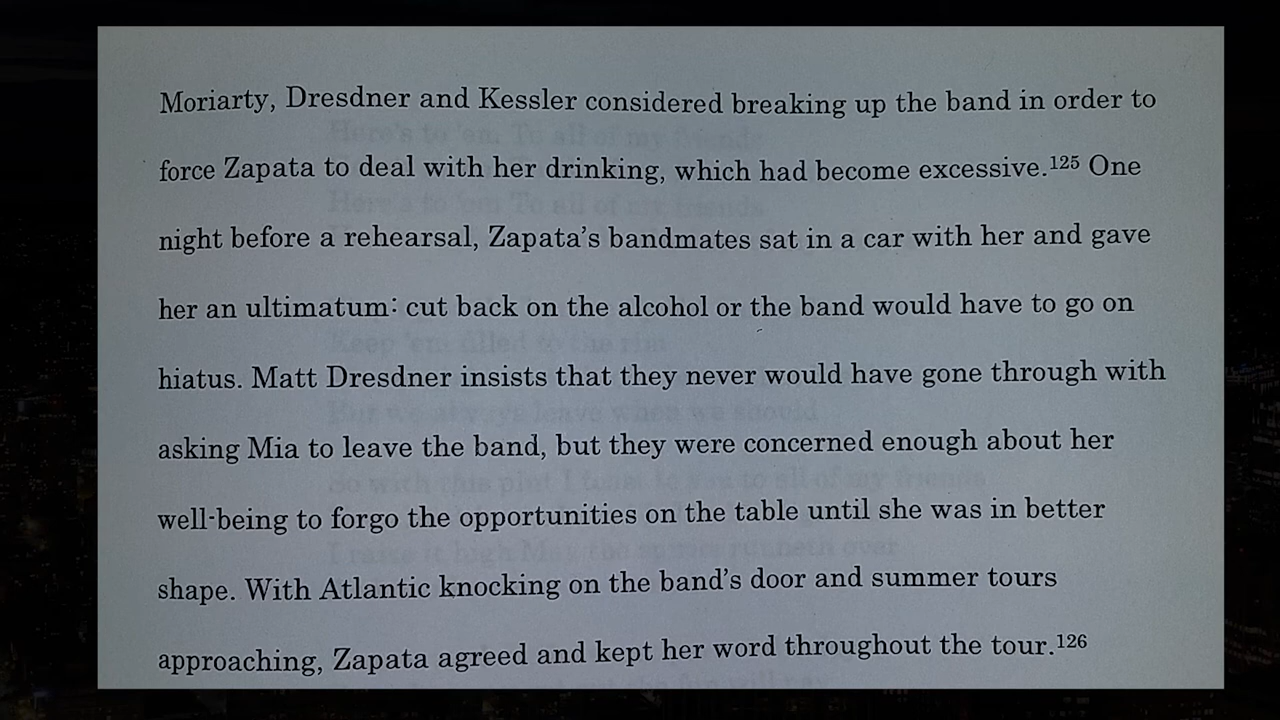 Moriarty, Dresdner and Kessler considered breaking up the band in order to
force Zapata to deal with her drinking, which had become excessive.125 One
night before a rehearsal, Zapata’s bandmates sat in a car with her and gave
her an ultimatum: cut back on the alcohol or the band would have to go on
hiatus. Matt Dresdner insists that they never would have gone through with
asking Mia to leave the band, but they were concerned enough about her
well-being to forgo the opportunities on the table until she was in better
shape. With Atlantic knocking on the band’s door and summer tours
approaching, Zapata agreed and kept her word throughout the tour.126